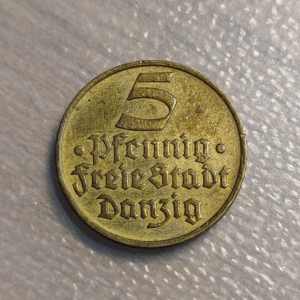 5
·Pfennig·
Freie Stadt
Danzig